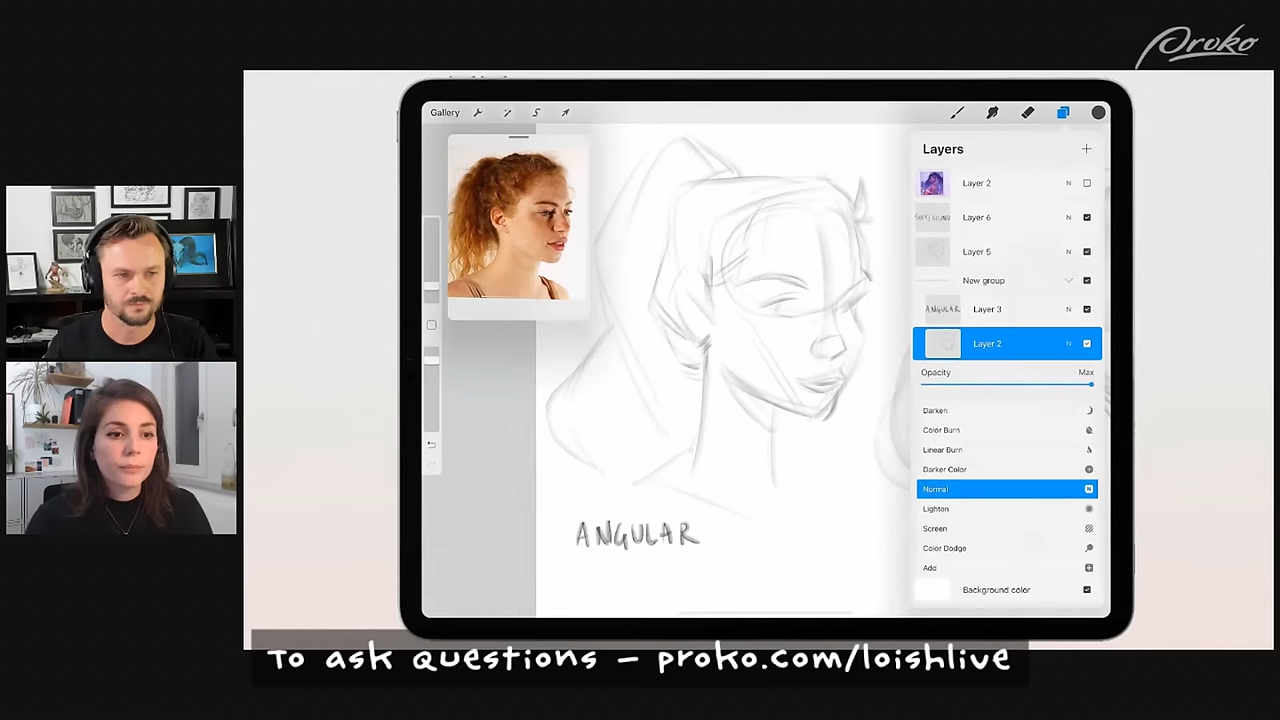 Proko
Gallery
Layers
Layer 2
N
Layer 6
N
Layer 5
N
New group
ANGULAR
Layer 3
N
Layer 2
N
Opacity
Max
Darken
Color Burn
Linear Burn
Darker Color
Normal
N
Lighten
Screen
Color Dodge
Add
Background color
ANGULAR
To ask questions – proko.com/loishlive